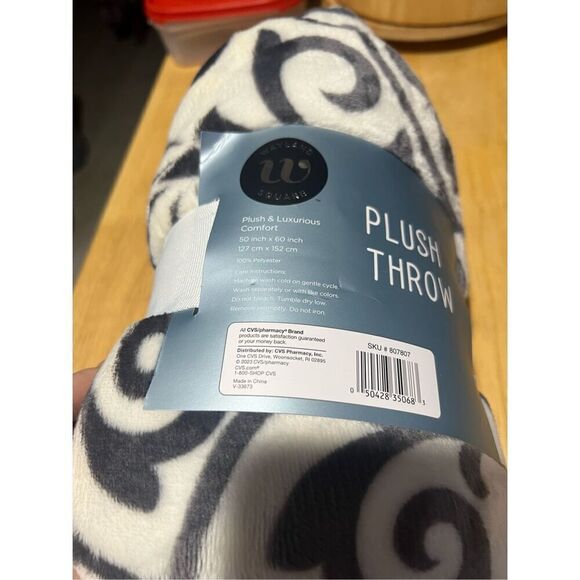 WAYLAND
W
SQUARE
™
Plush & Luxurious
Comfort
50 inch x 60 inch
127 cm x 152 cm
100% Polyester
Care Instructions:
Machine wash cold on gentle cycle
Wash separately or with like colors.
Do not bleach. Tumble dry low.
Remove promptly. Do not iron.
PLUSH
THROW
All CVS/pharmacy® Brand
products are satisfaction guaranteed
or your money back.
Distributed by: CVS Pharmacy, Inc.
One CVS Drive, Woonsocket, RI 02895
© 2023 CVS/pharmacy
CVS.com®
1-800-SHOP CVS
Made in China
V-33673
SKU # 807807
0 50428 35068 3